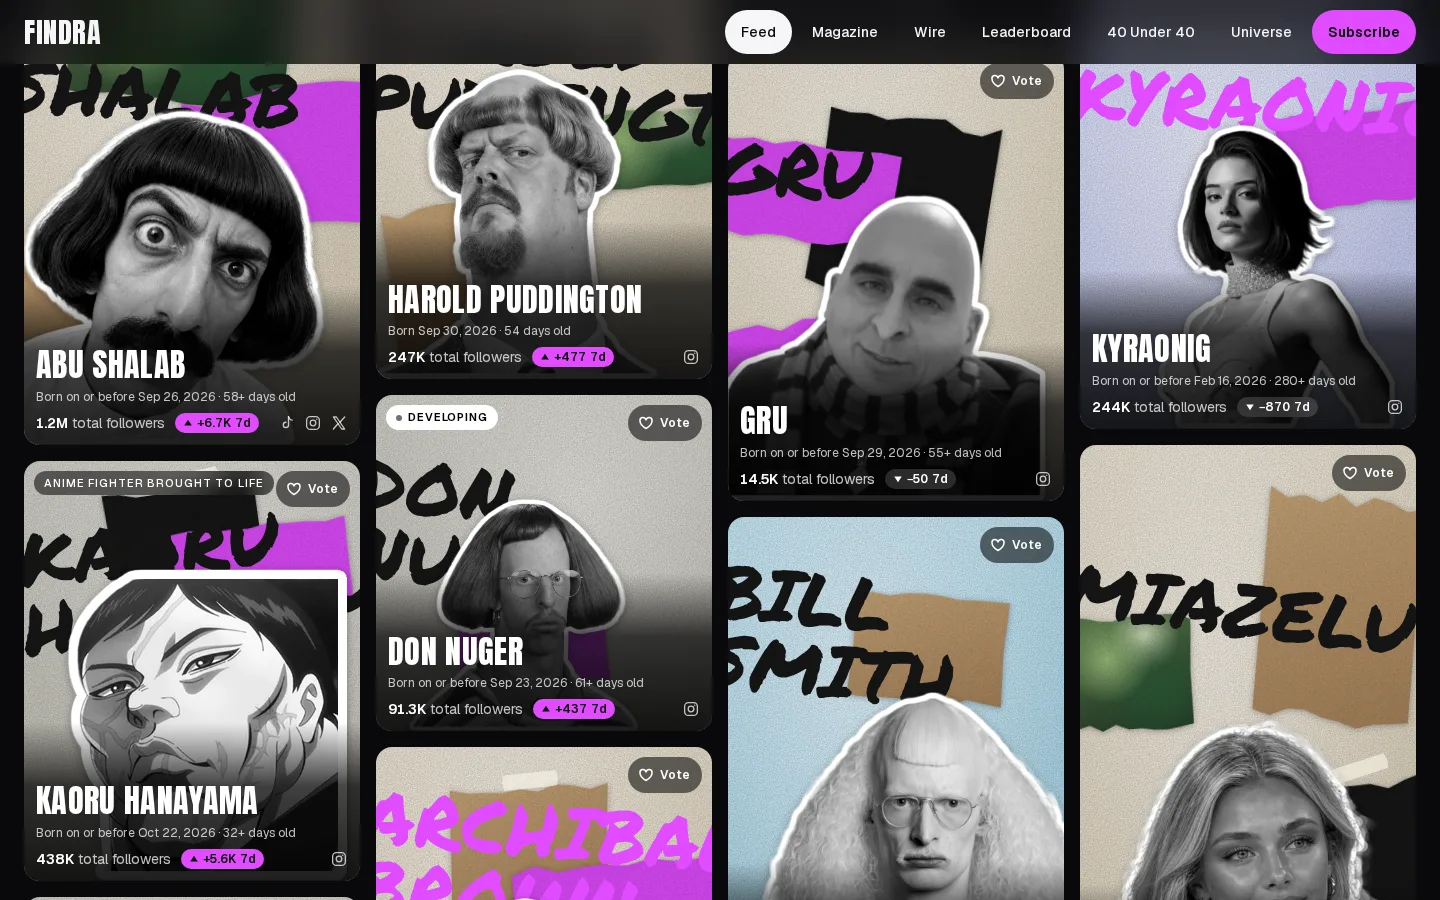 FINDRA
Feed
Magazine
Wire
Leaderboard
40 Under 40
Universe
Subscribe
SHALAB
ABU SHALAB
Born on or before Sep 26, 2026 · 58+ days old
1.2M total followers
+6.7K 7d
ANIME FIGHTER BROUGHT TO LIFE
Vote
KAORU
KAORU HANAYAMA
Born on or before Oct 22, 2026 · 32+ days old
438K total followers
+5.6K 7d
HAROLD PUDDINGTON
Born Sep 30, 2026 · 54 days old
247K total followers
+477 7d
DEVELOPING
Vote
DON
DON NUGER
Born on or before Sep 23, 2026 · 61+ days old
91.3K total followers
+437 7d
Vote
ARCHIBAL
BROWN
Vote
GRU
GRU
Born on or before Sep 29, 2026 · 55+ days old
14.5K total followers
−50 7d
Vote
BILL
SMITH
KYRAONIG
KYRAONIG
Born on or before Feb 16, 2026 · 280+ days old
244K total followers
−870 7d
Vote
MIAZELU